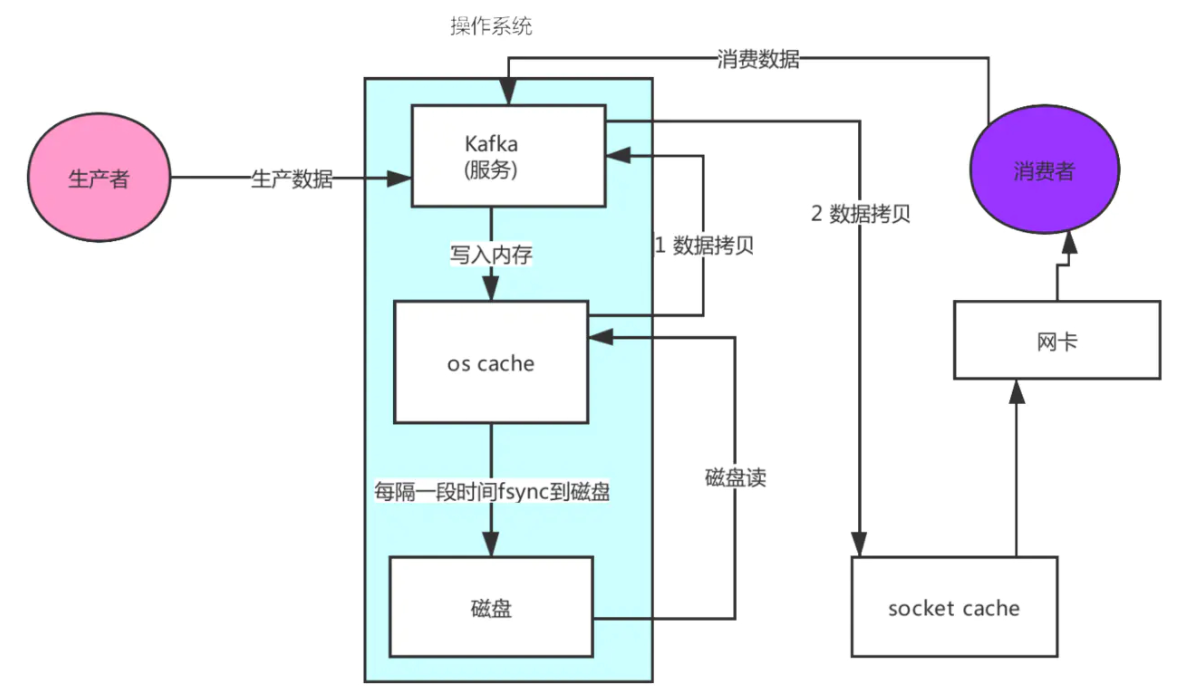 操作系统
消费数据
Kafka
(服务)
生产者
生产数据
消费者
2 数据拷贝
1 数据拷贝
写入内存
网卡
os cache
磁盘读
每隔一段时间fsync到磁盘
磁盘
socket cache